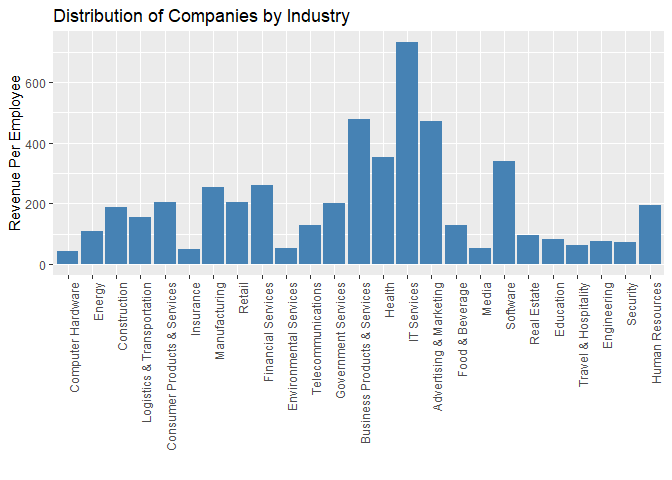 Distribution of Companies by Industry
Revenue Per Employee
600
400
200
0
Computer Hardware
Energy
Construction
Logistics & Transportation
Consumer Products & Services
Insurance
Manufacturing
Retail
Financial Services
Environmental Services
Telecommunications
Government Services
Business Products & Services
Health
IT Services
Advertising & Marketing
Food & Beverage
Media
Software
Real Estate
Education
Travel & Hospitality
Engineering
Security
Human Resources